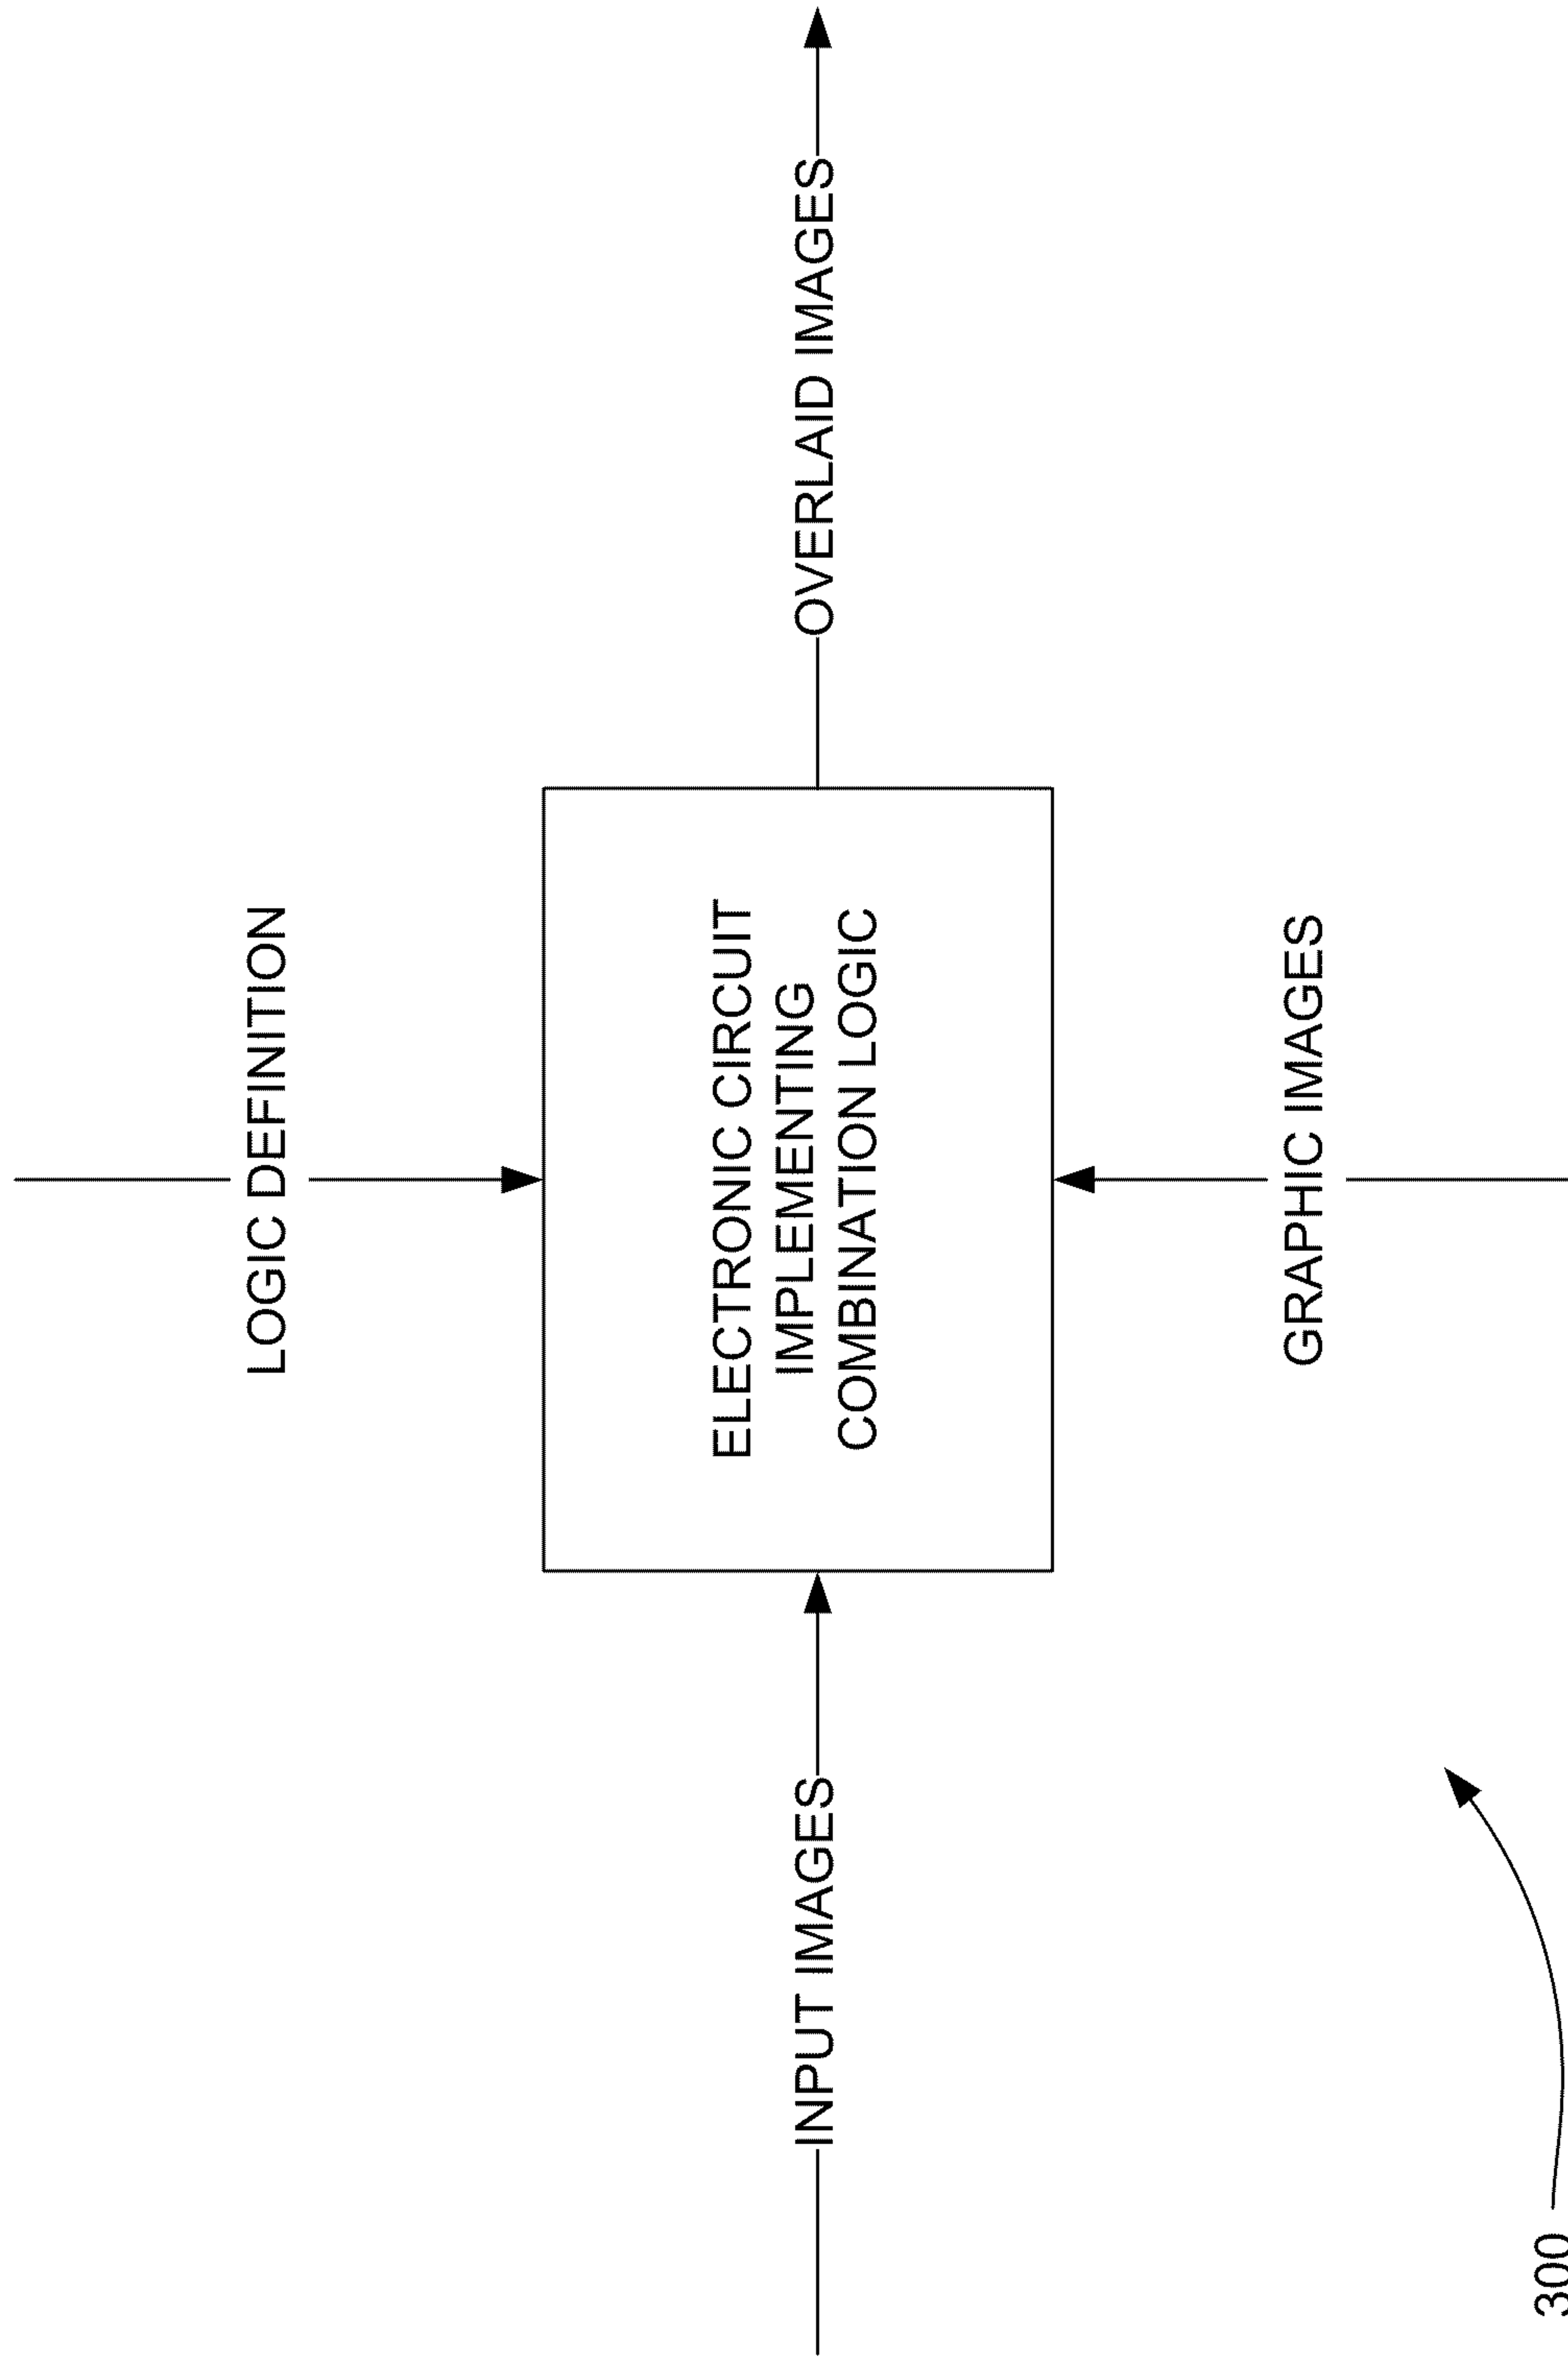 LOGIC DEFINITION
INPUT IMAGES
ELECTRONIC CIRCUIT
IMPLEMENTING
COMBINATION LOGIC
OVERLAID IMAGES
GRAPHIC IMAGES
300